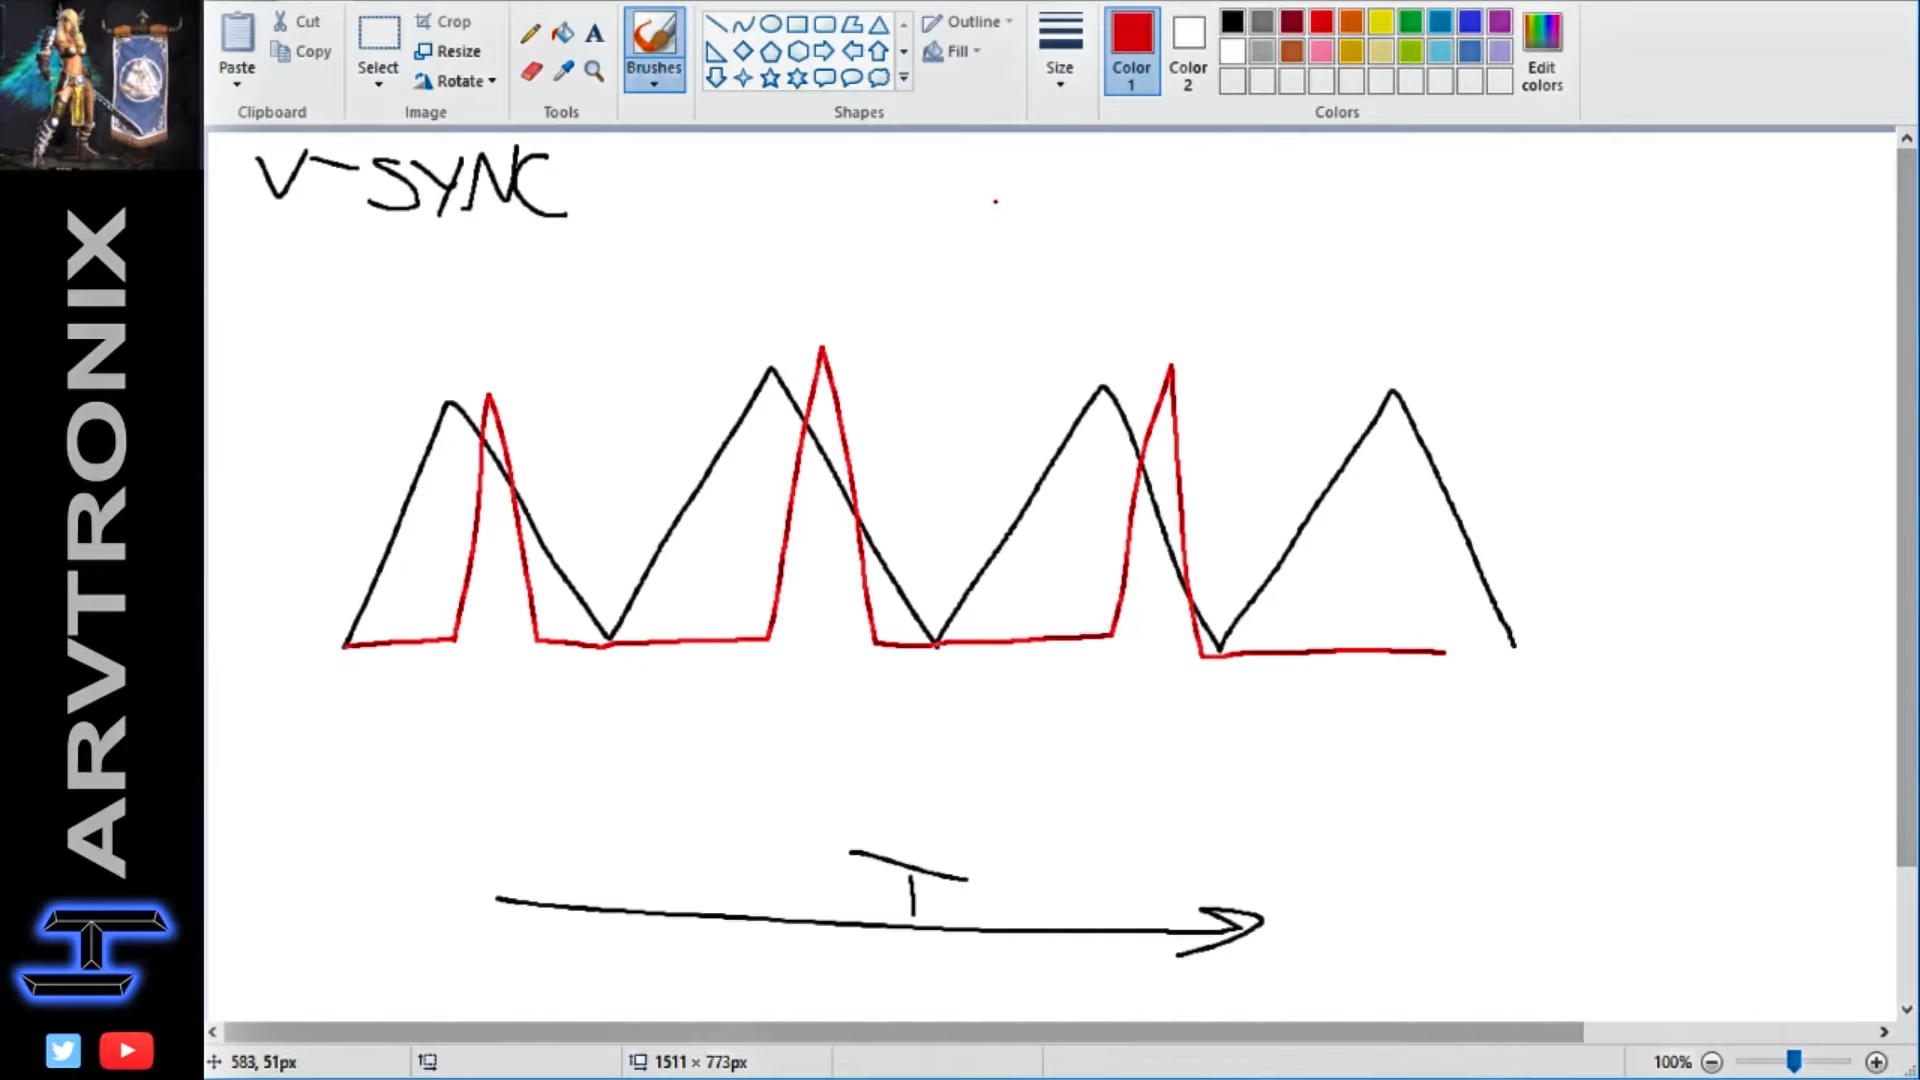 Paste
Cut
Copy
Clipboard
Select
Crop
Resize
Rotate
Image
A
Tools
Brushes
Shapes
Outline
Fill
Size
Color
1
Color
2
Edit
colors
Colors
V-SYNC
ARVTRONIX
T
583, 51px
1511 × 773px
100%